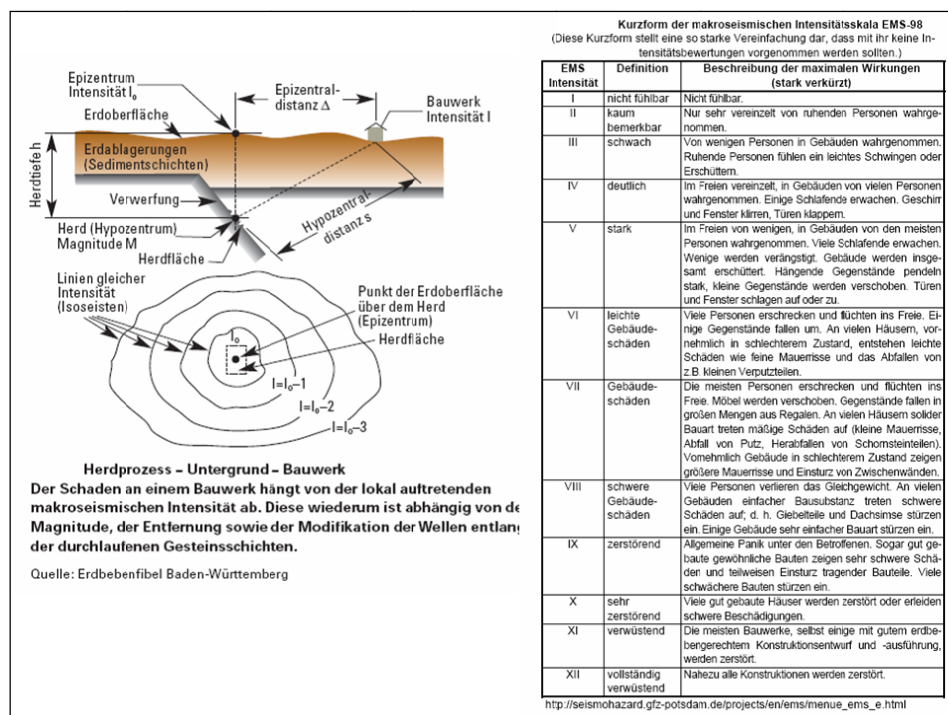 Epizentrum
Intensität I₀
Epizentral-
distanz Δ
Bauwerk
Intensität I
Erdoberfläche
Herdtiefe h
Erdablagerungen
(Sedimentschichten)
Verwerfung
Hypozentral-
distanz s
Herd (Hypozentrum)
Magnitude M
Herdfläche
Linien gleicher
Intensität
(Isoseisten)
Punkt der Erdoberfläche
über dem Herd
(Epizentrum)
Herdfläche
I₀
I=I₀–1
I=I₀–2
I=I₀–3
Herdprozess – Untergrund – Bauwerk
Der Schaden an einem Bauwerk hängt von der lokal auftretenden
makroseismischen Intensität ab. Diese wiederum ist abhängig von de
Magnitude, der Entfernung sowie der Modifikation der Wellen entlang
der durchlaufenen Gesteinsschichten.
Quelle: Erdbebenfibel Baden-Württemberg
Kurzform der makroseismischen Intensitätsskala EMS-98
(Diese Kurzform stellt eine so starke Vereinfachung dar, dass mit ihr keine In-
tensitätsbewertungen vorgenommen werden sollten.)
EMS Intensität Definition Beschreibung der maximalen Wirkungen
(stark verkürzt)
I nicht fühlbar Nicht fühlbar.
II kaum bemerkbar Nur sehr vereinzelt von ruhenden Personen wahrge-
nommen.
III schwach Von wenigen Personen in Gebäuden wahrgenommen.
Ruhende Personen fühlen ein leichtes Schwingen oder
Erschüttern.
IV deutlich Im Freien vereinzelt, in Gebäuden von vielen Personen
wahrgenommen. Einige Schlafende erwachen. Geschirr
und Fenster klirren, Türen klappern.
V stark Im Freien von wenigen, in Gebäuden von den meisten
Personen wahrgenommen. Viele Schlafende erwachen.
Wenige werden verängstigt. Gebäude werden insge-
samt erschüttert. Hängende Gegenstände pendeln
stark, kleine Gegenstände werden verschoben. Türen
und Fenster schlagen auf oder zu.
VI leichte Gebäude-
schäden Viele Personen erschrecken und flüchten ins Freie. Ei-
nige Gegenstände fallen um. An vielen Häusern, vor-
nehmlich in schlechterem Zustand, entstehen leichte
Schäden wie feine Mauerrisse und das Abfallen von
z.B. kleinen Verputzteilen.
VII Gebäude-
schäden Die meisten Personen erschrecken und flüchten ins
Freie. Möbel werden verschoben. Gegenstände fallen in
großen Mengen aus Regalen. An vielen Häusern solider
Bauart treten mäßige Schäden auf (kleine Mauerrisse,
Abfall von Putz, Herabfallen von Schornsteinteilen).
Vornehmlich Gebäude in schlechterem Zustand zeigen
größere Mauerrisse und Einsturz von Zwischenwänden.
VIII schwere Gebäude-
schäden Viele Personen verlieren das Gleichgewicht. An vielen
Gebäuden einfacher Bausubstanz treten schwere
Schäden auf; d. h. Giebelteile und Dachsimse stürzen
ein. Einige Gebäude sehr einfacher Bauart stürzen ein.
IX zerstörend Allgemeine Panik unter den Betroffenen. Sogar gut ge-
baute gewöhnliche Bauten zeigen sehr schwere Schä-
den und teilweisen Einsturz tragender Bauteile. Viele
schwächere Bauten stürzen ein.
X sehr zerstörend Viele gut gebaute Häuser werden zerstört oder erleiden
schwere Beschädigungen.
XI verwüstend Die meisten Bauwerke, selbst einige mit gutem erdbe-
bengerechtem Konstruktionsentwurf und -ausführung,
werden zerstört.
XII vollständig verwüstend Nahezu alle Konstruktionen werden zerstört.
http://seismohazard.gfz-potsdam.de/projects/en/ems/menue_ems_e.html